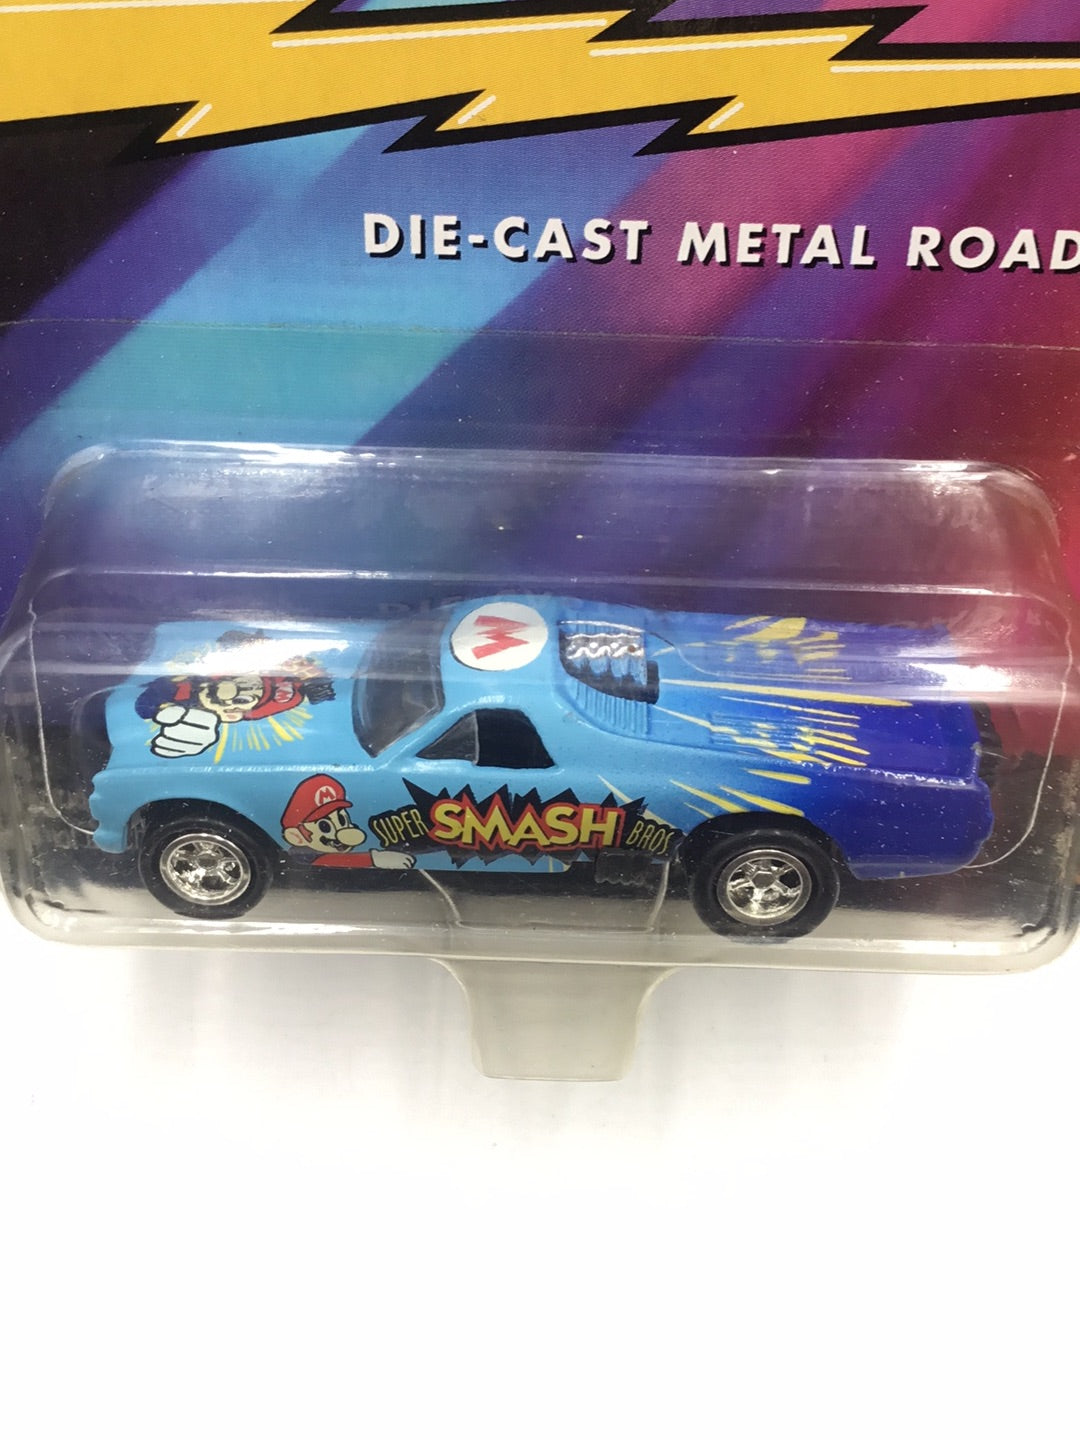 DIE-CAST METAL ROAD
M
SUPER SMASH BROS